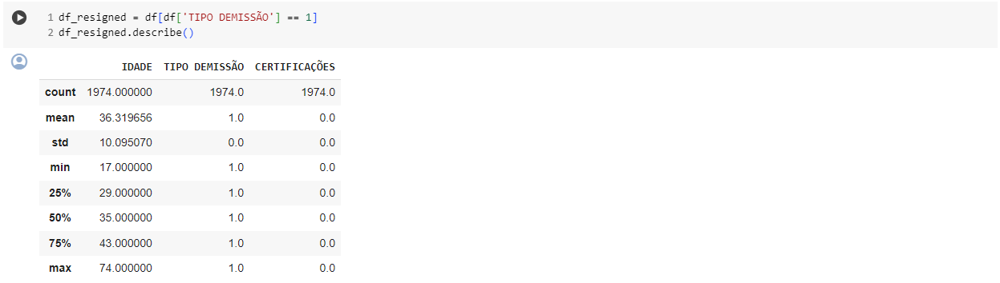 1 df_resigned = df[df['TIPO DEMISSÃO'] == 1]
2 df_resigned.describe()
IDADE TIPO DEMISSÃO CERTIFICAÇÕES
count 1974.000000 1974.0 1974.0
mean 36.319656 1.0 0.0
std 10.095070 0.0 0.0
min 17.000000 1.0 0.0
25% 29.000000 1.0 0.0
50% 35.000000 1.0 0.0
75% 43.000000 1.0 0.0
max 74.000000 1.0 0.0